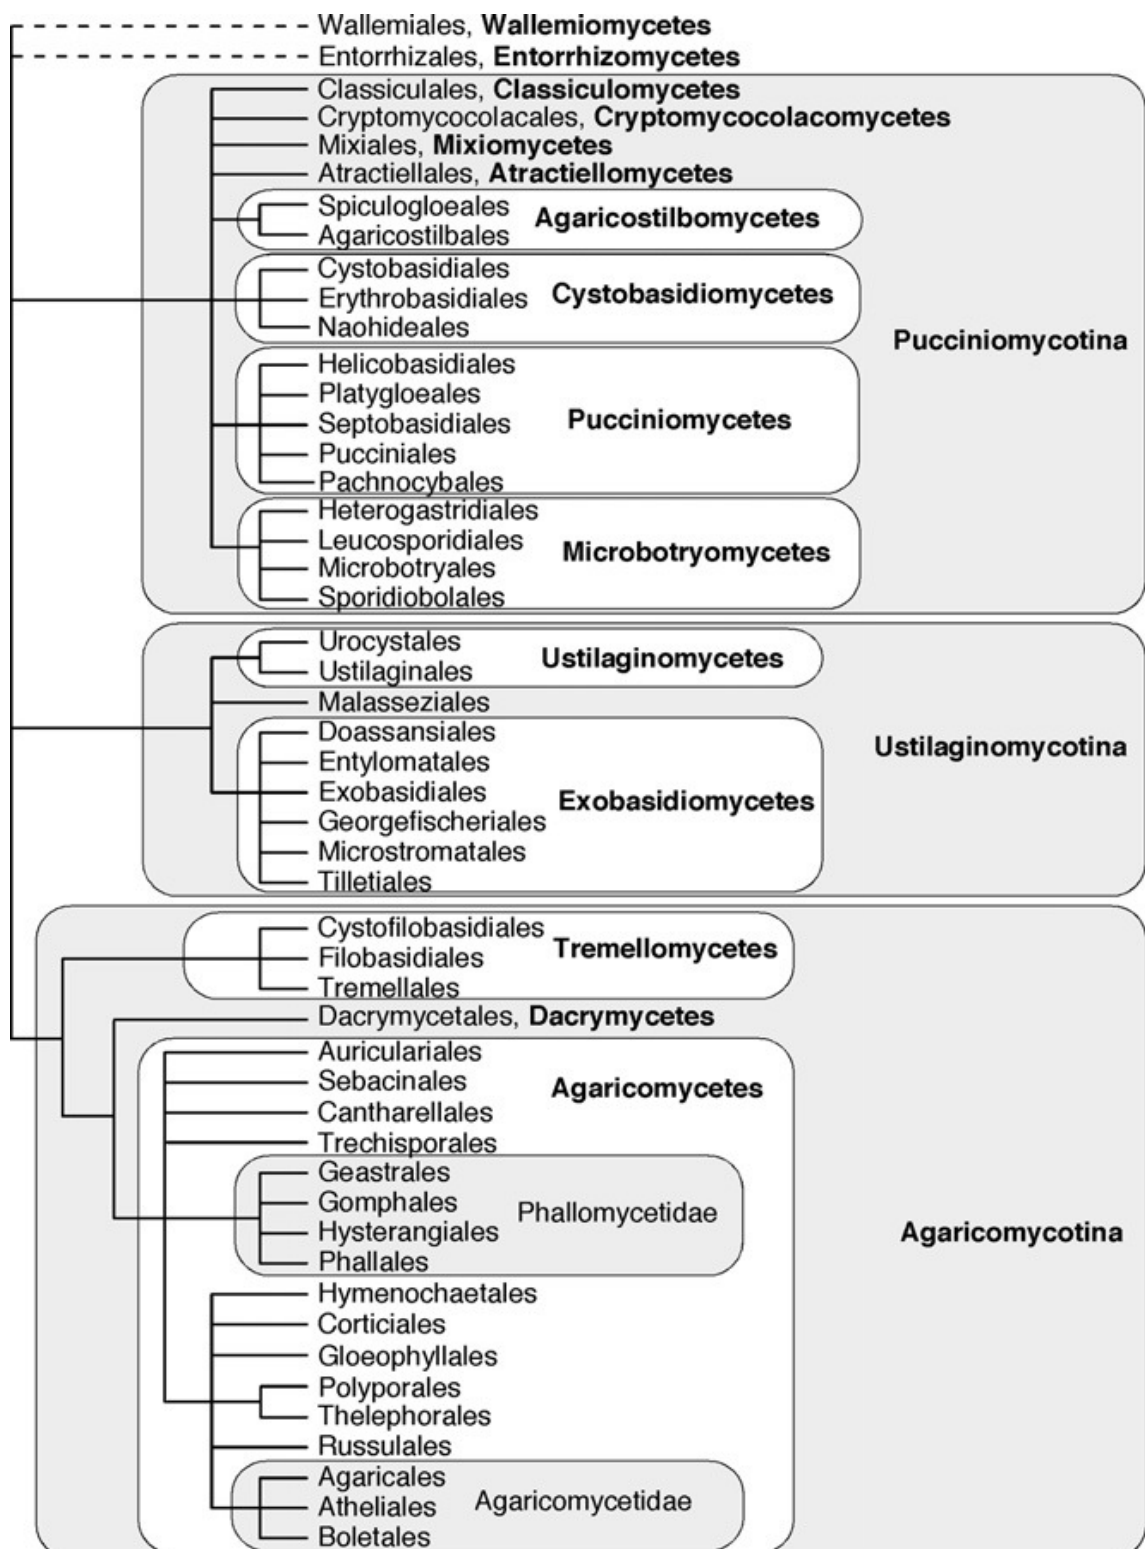 Wallemiales, Wallemiomycetes
Entorrhizales, Entorrhizomycetes
Classiculales, Classiculomycetes
Cryptomycocolacales, Cryptomycocolacomycetes
Mixiales, Mixiomycetes
Atractiellales, Atractiellomycetes
Spiculogloeales
Agaricostilbales
Agaricostilbomycetes
Cystobasidiales
Erythrobasidiales
Naohideales
Cystobasidiomycetes
Helicobasidiales
Platygloeales
Septobasidiales
Pucciniales
Pachnocybales
Pucciniomycetes
Heterogastridiales
Leucosporidiales
Microbotryales
Sporidiobolales
Microbotryomycetes
Pucciniomycotina
Urocystales
Ustilaginales
Ustilaginomycetes
Malasseziales
Doassansiales
Entylomatales
Exobasidiales
Georgefischeriales
Microstromatales
Tilletiales
Exobasidiomycetes
Ustilaginomycotina
Cystofilobasidiales
Filobasidiales
Tremellales
Tremellomycetes
Dacrymycetales, Dacrymycetes
Auriculariales
Sebacinales
Cantharellales
Trechisporales
Agaricomycetes
Geastrales
Gomphales
Hysterangiales
Phallales
Phallomycetidae
Hymenochaetales
Corticiales
Gloeophyllales
Polyporales
Thelephorales
Russulales
Agaricales
Atheliales
Boletales
Agaricomycetidae
Agaricomycotina